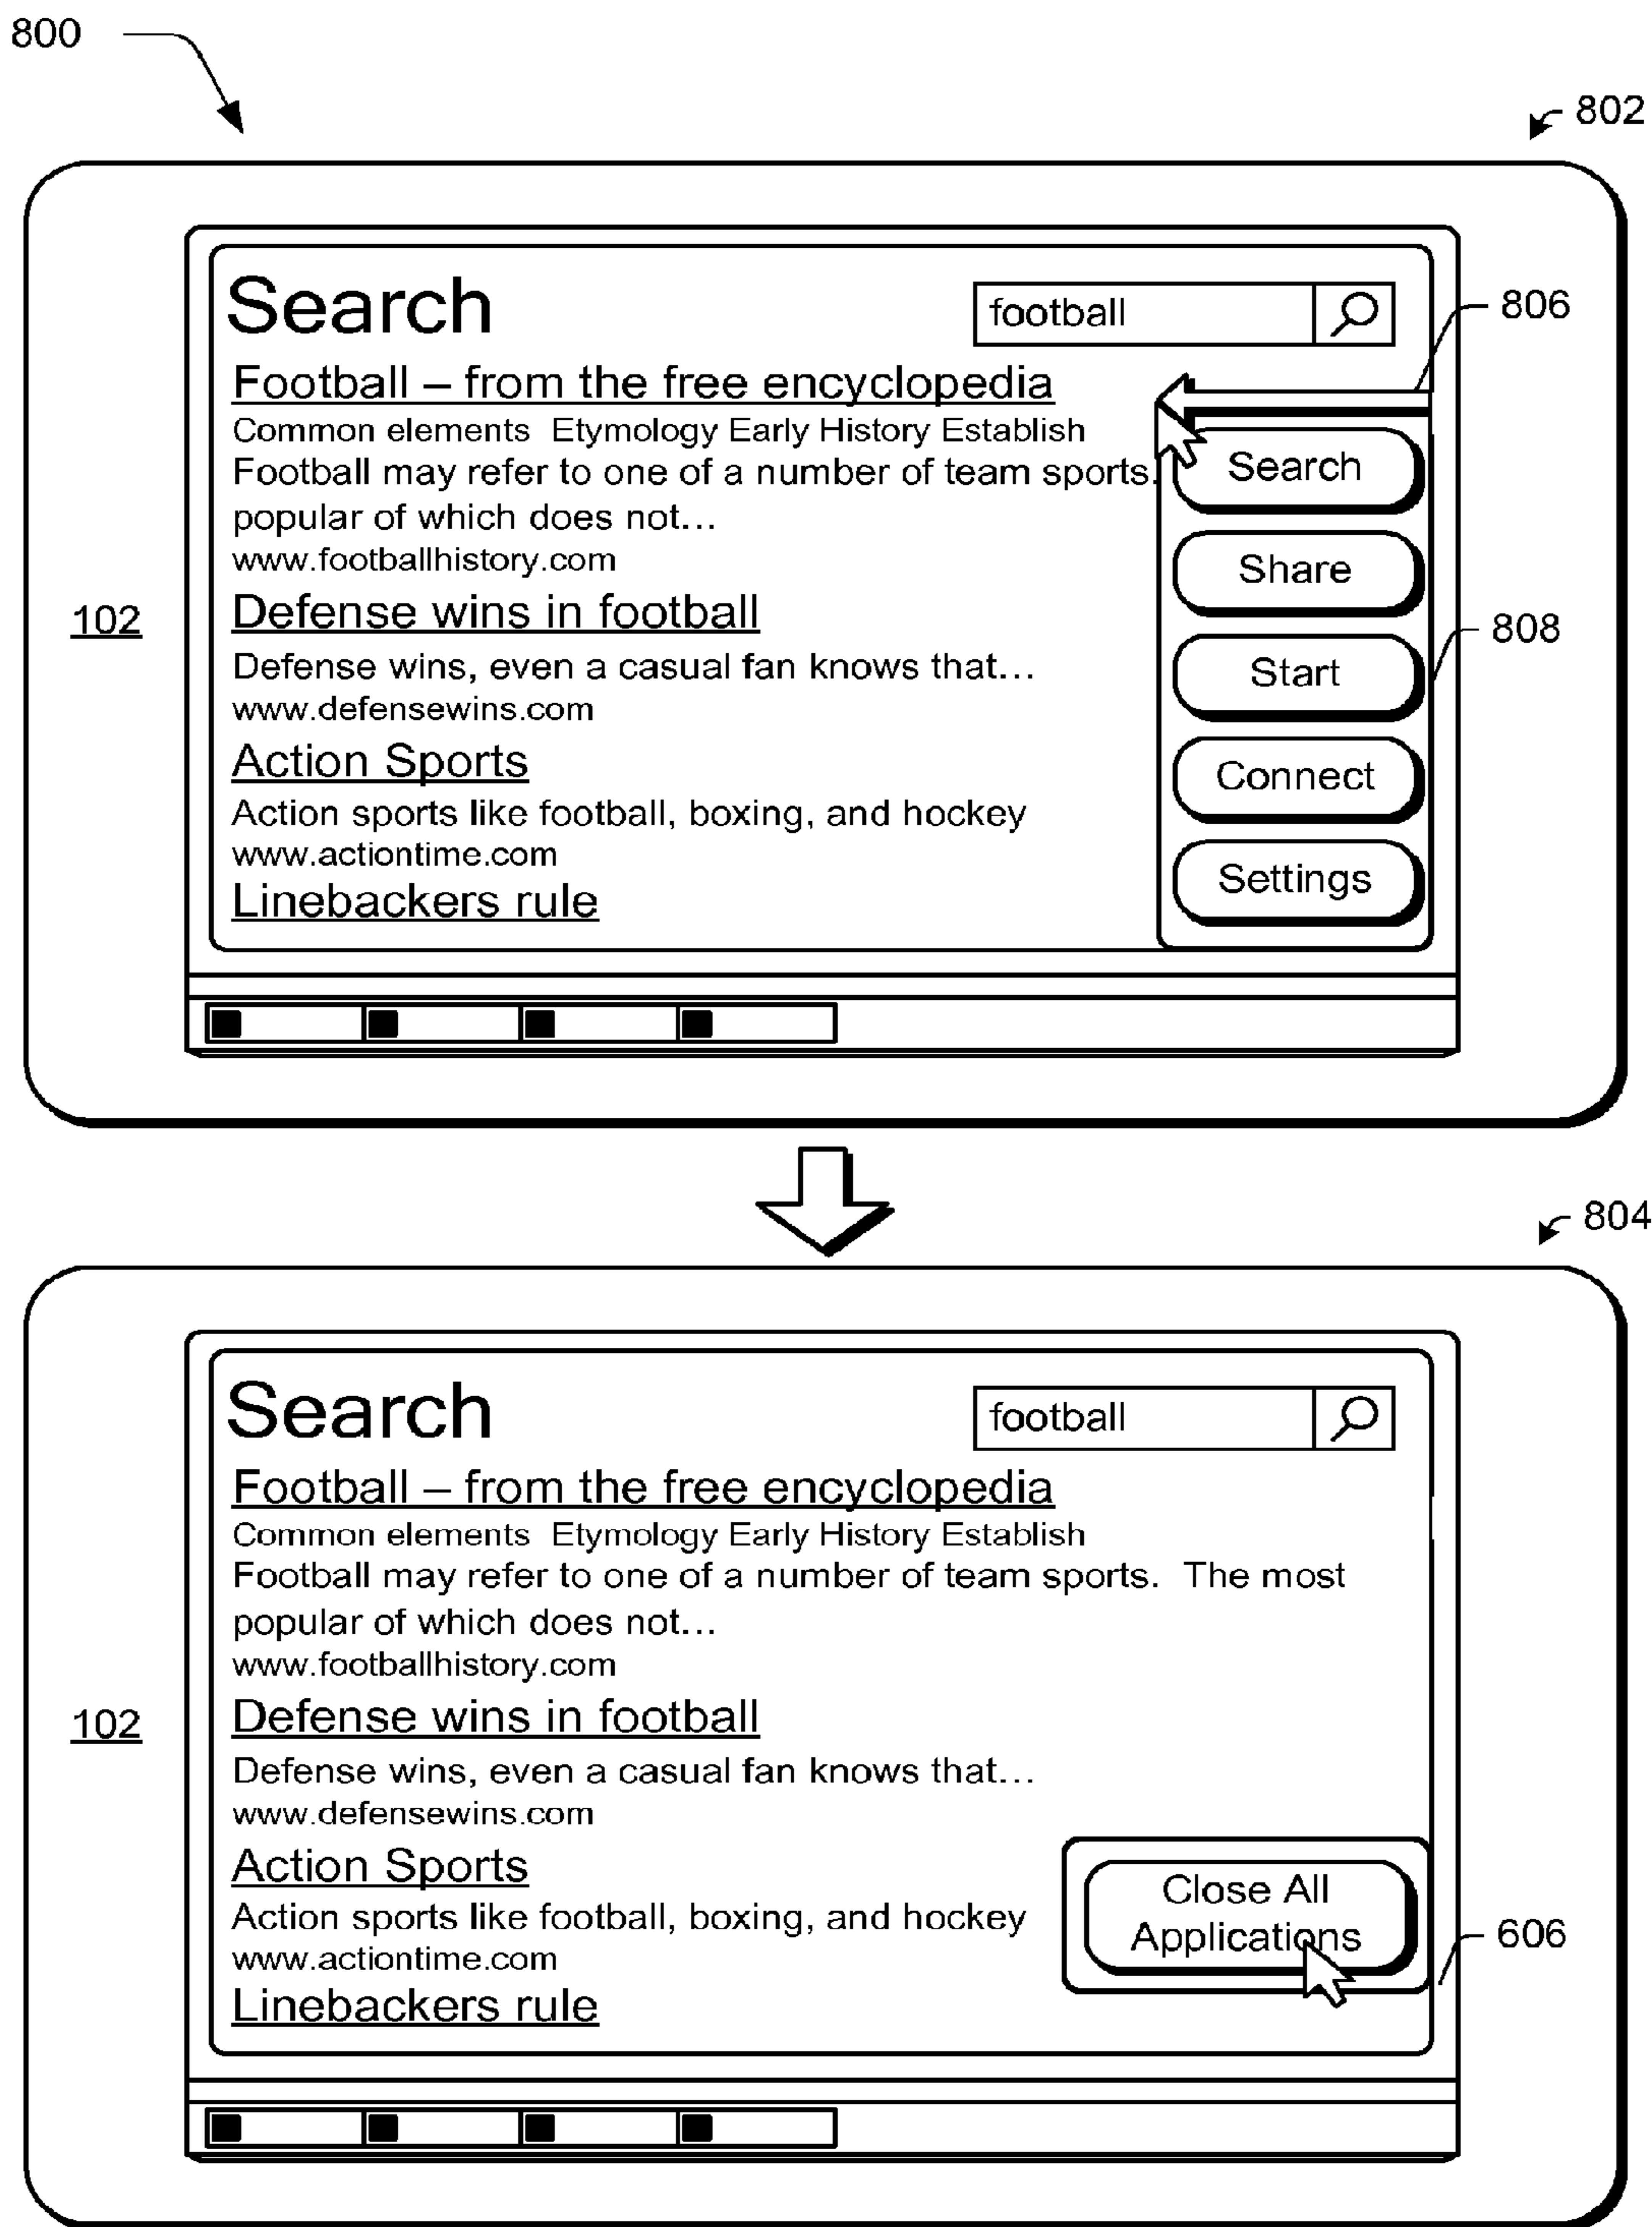 800
802
Search
football
806
Football – from the free encyclopedia
Common elements Etymology Early History Establish
Football may refer to one of a number of team sports.
popular of which does not...
www.footballhistory.com
Search
Share
102
Defense wins in football
808
Defense wins, even a casual fan knows that...
www.defensewins.com
Start
Action Sports
Connect
Action sports like football, boxing, and hockey
www.actiontime.com
Settings
Linebackers rule
804
Search
football
Football – from the free encyclopedia
Common elements Etymology Early History Establish
Football may refer to one of a number of team sports. The most
popular of which does not...
www.footballhistory.com
102
Defense wins in football
Defense wins, even a casual fan knows that...
www.defensewins.com
Action Sports
Close All
Applications
606
Action sports like football, boxing, and hockey
www.actiontime.com
Linebackers rule